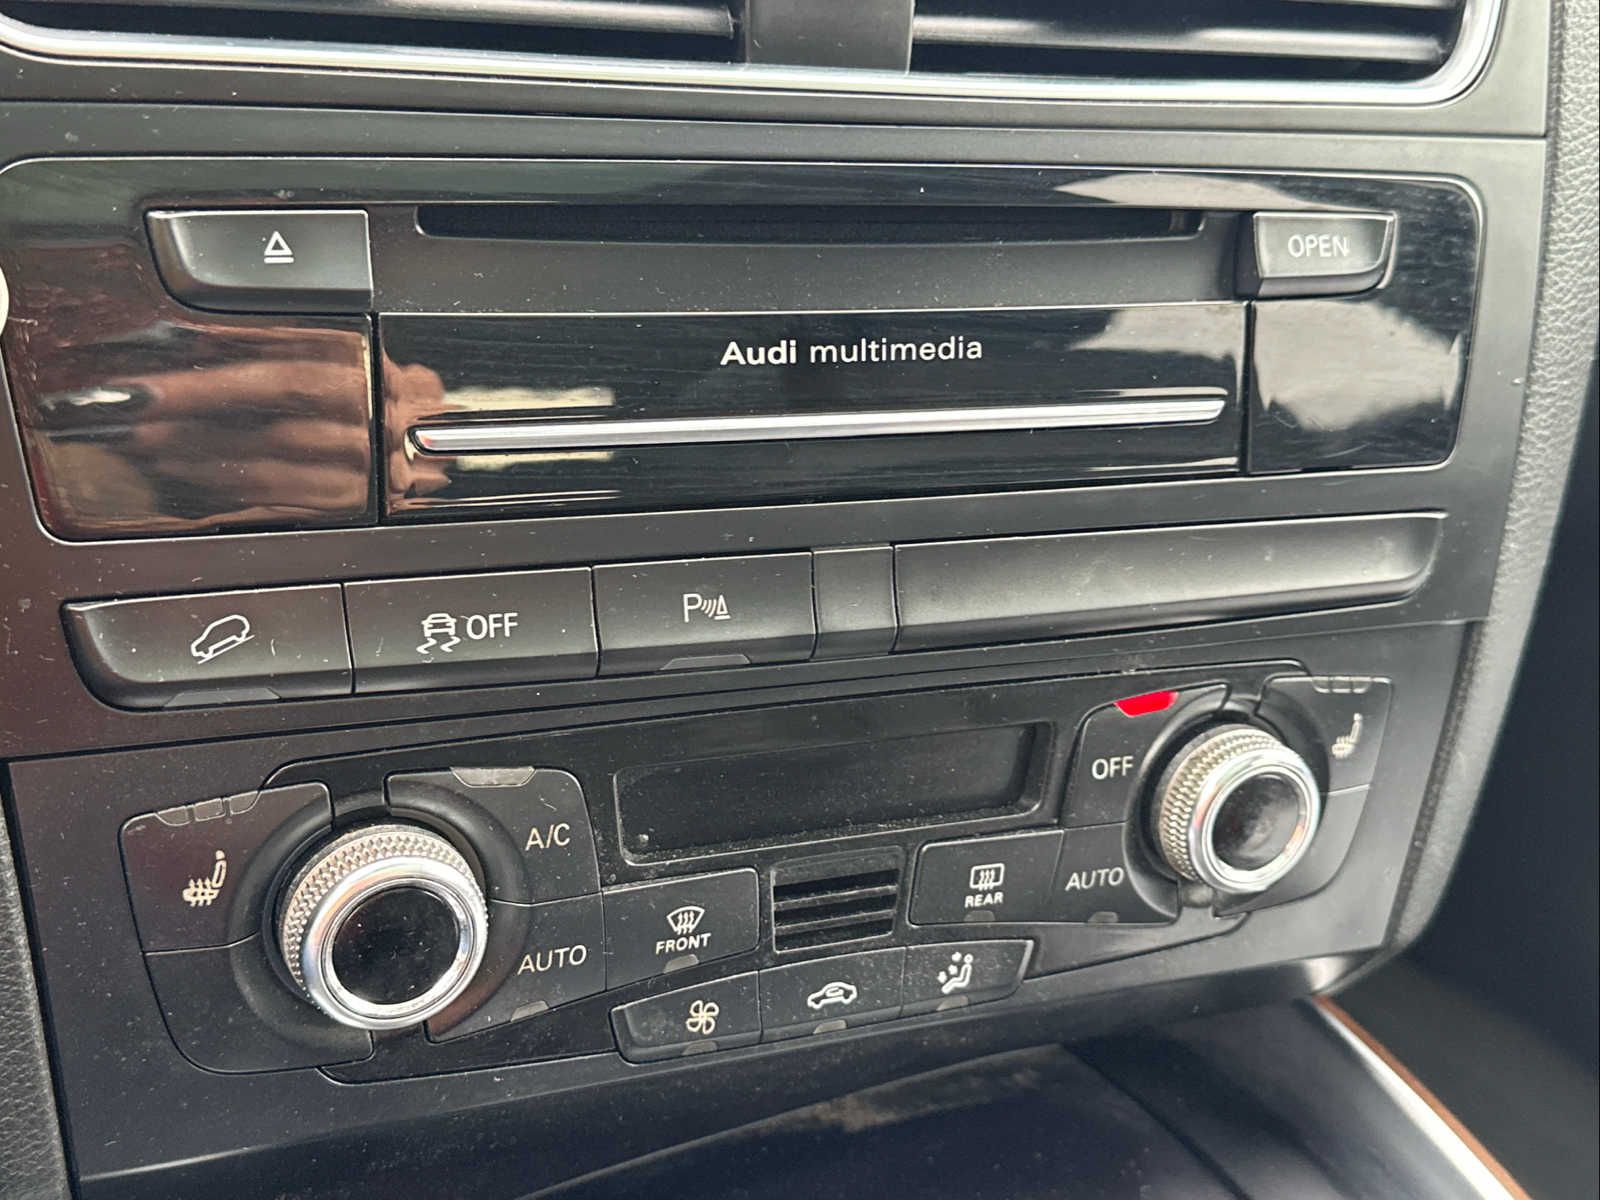 OPEN
Audi multimedia
OFF
P
OFF
A/C
AUTO
FRONT
REAR
AUTO